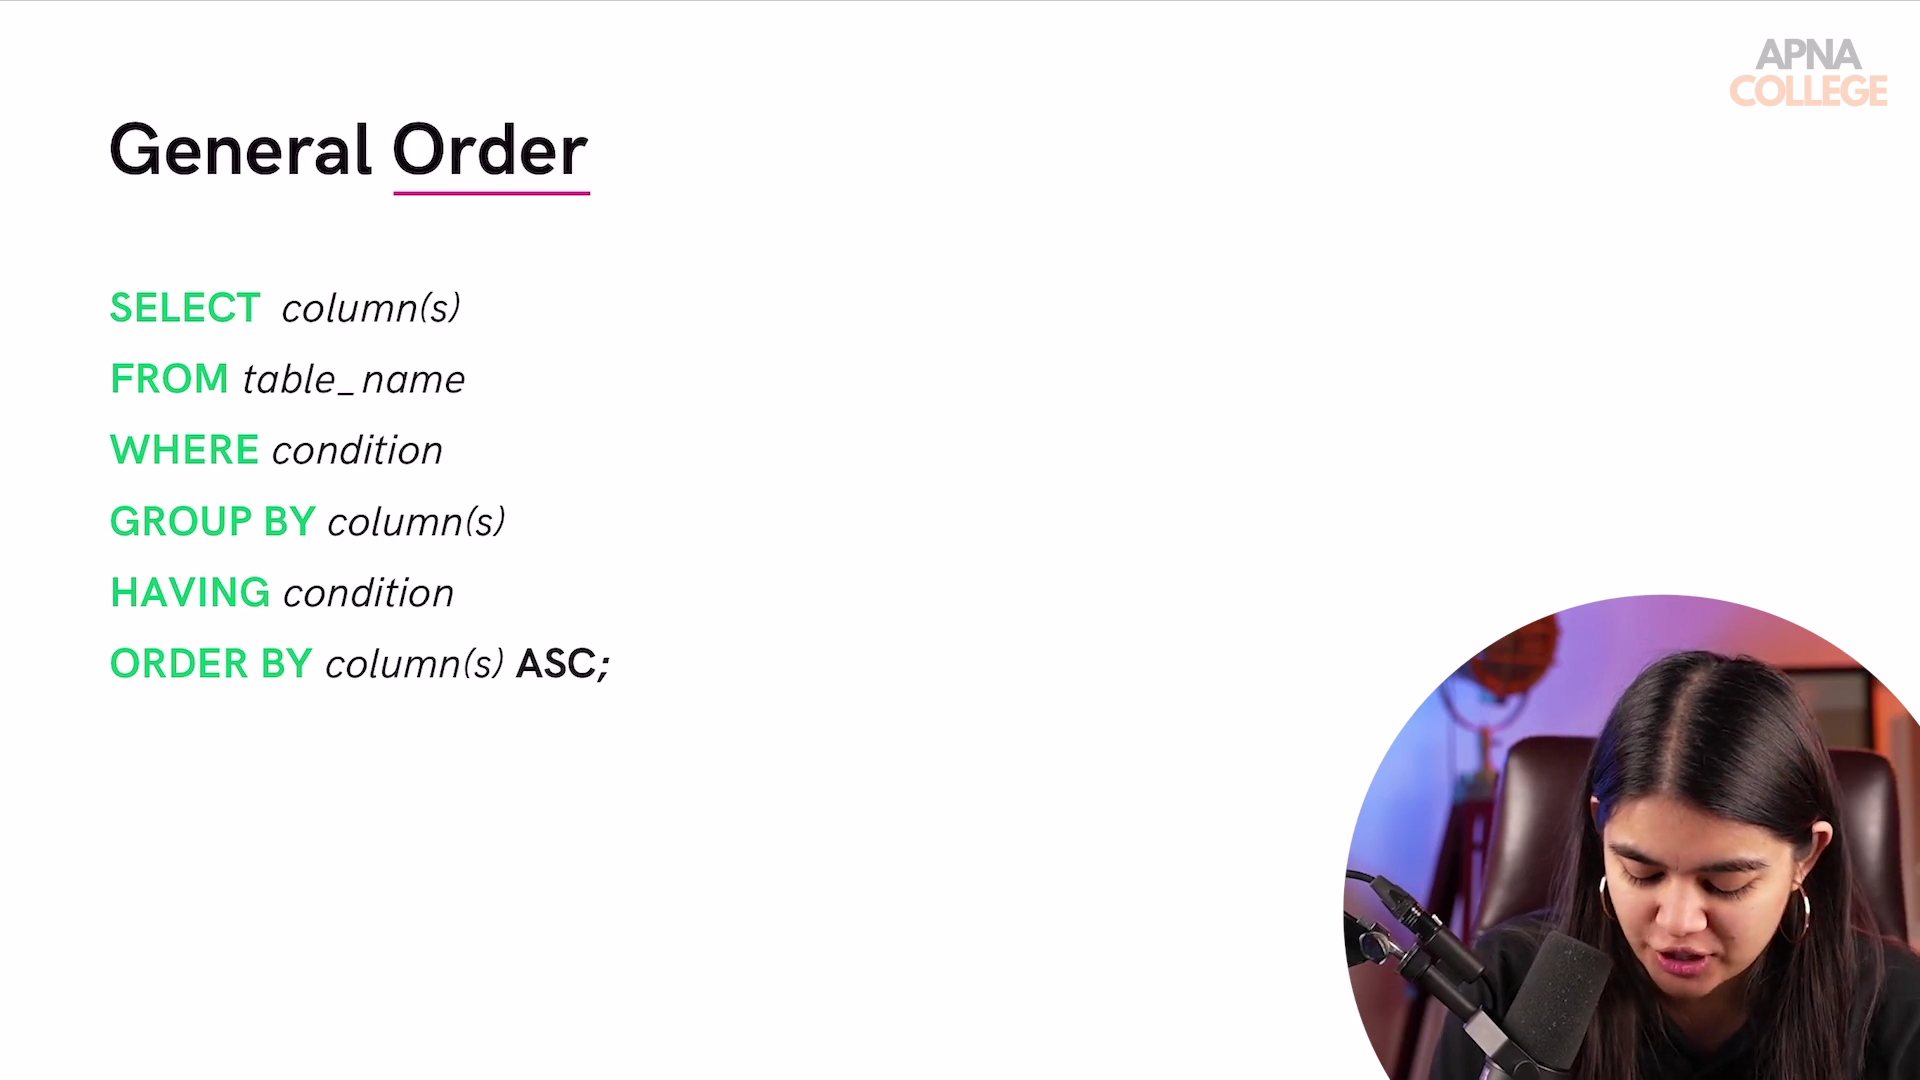 APNA
COLLEGE
General Order
SELECT column(s)
FROM table_name
WHERE condition
GROUP BY column(s)
HAVING condition
ORDER BY column(s) ASC;